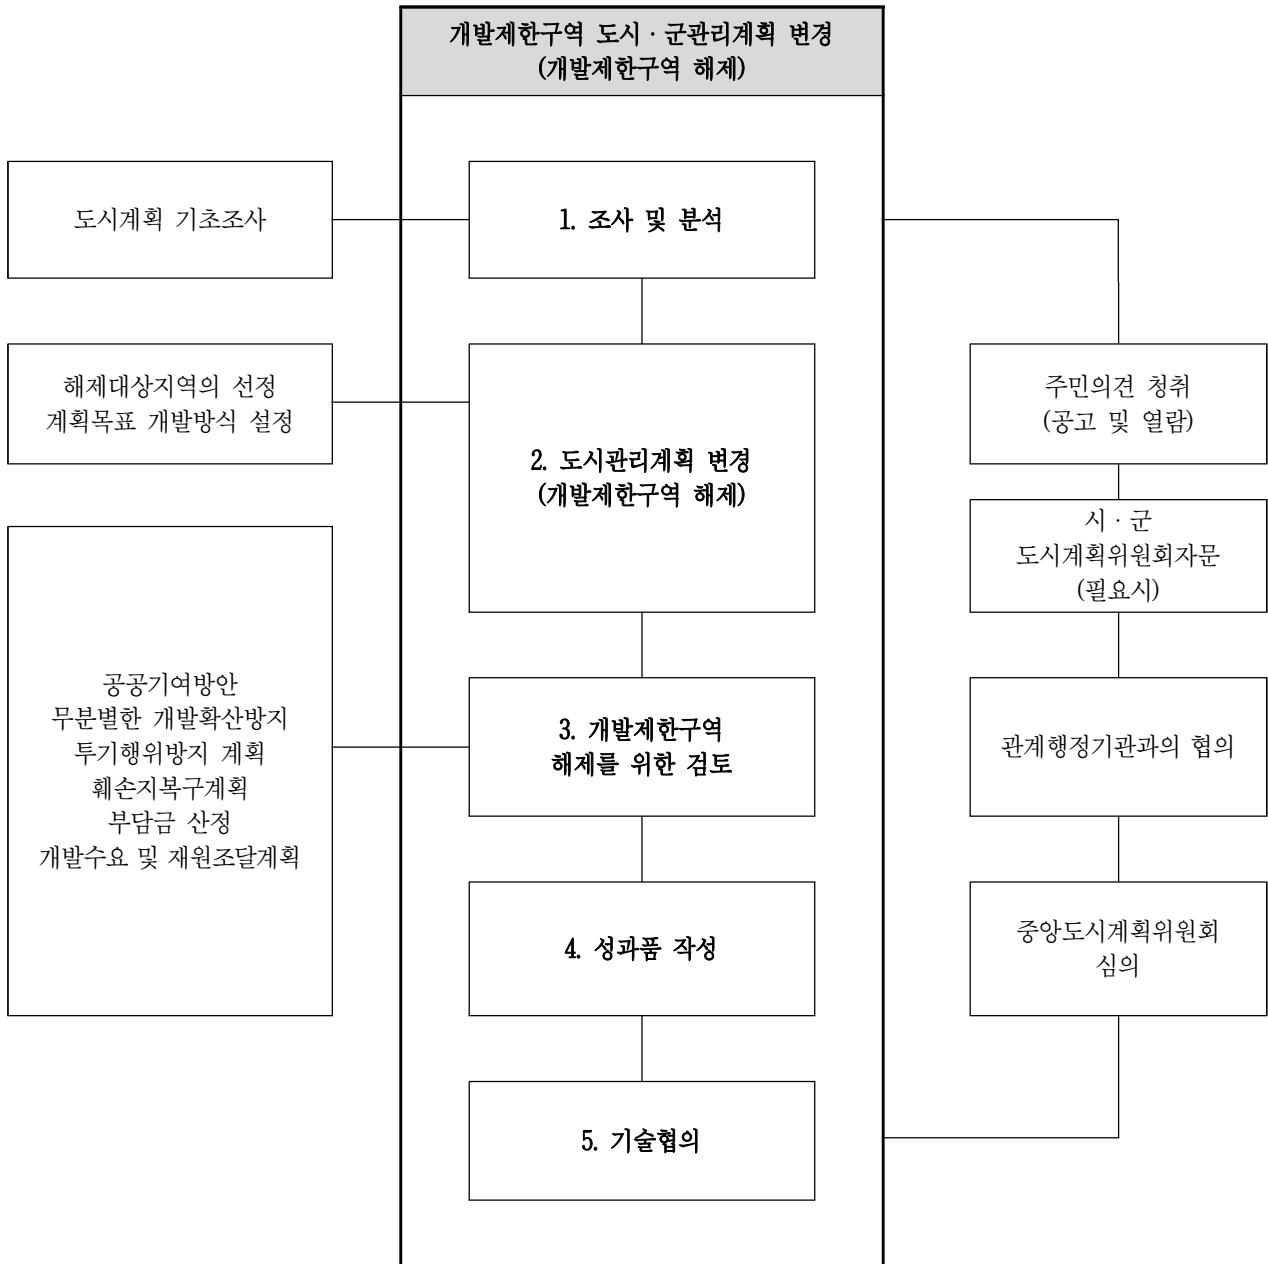 개발제한구역 도시·군관리계획 변경
(개발제한구역 해제)
도시계획 기초조사
1. 조사 및 분석
해제대상지역의 선정
계획목표 개발방식 설정
2. 도시관리계획 변경
(개발제한구역 해제)
주민의견 청취
(공고 및 열람)
시·군
도시계획위원회자문
(필요시)
공공기여방안
무분별한 개발확산방지
투기행위방지 계획
훼손지복구계획
부담금 산정
개발수요 및 재원조달계획
3. 개발제한구역
해제를 위한 검토
관계행정기관과의 협의
4. 성과품 작성
중앙도시계획위원회
심의
5. 기술협의